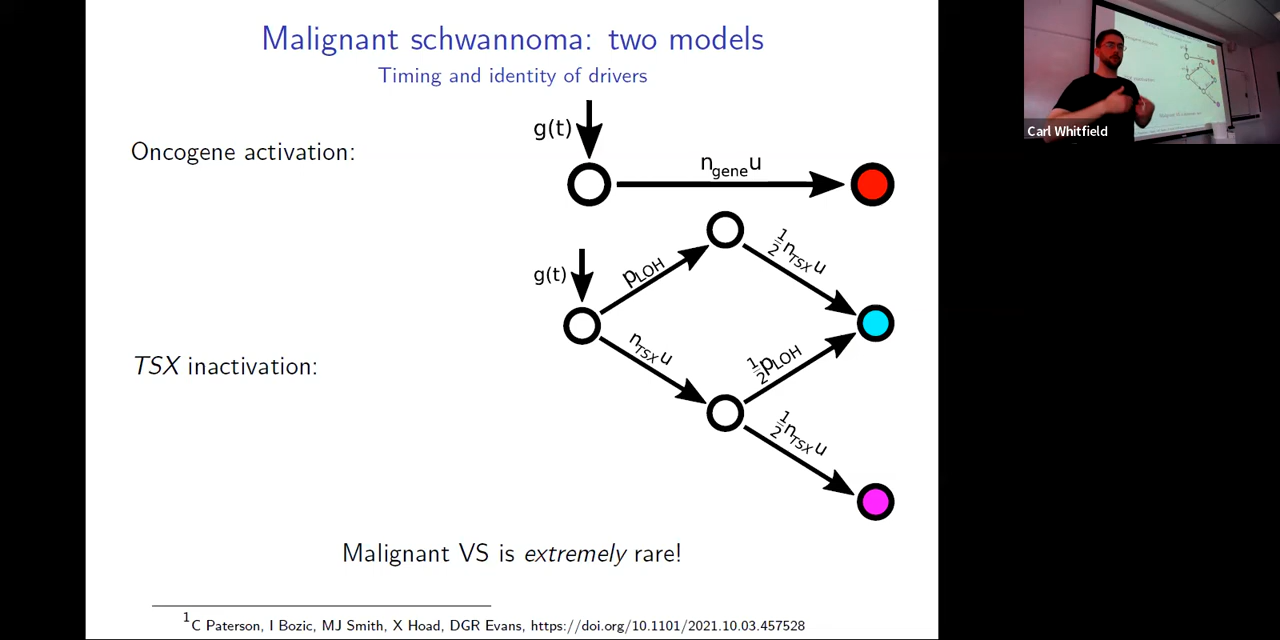 Malignant schwannoma: two models
Timing and identity of drivers
Oncogene activation:
g(t)
n_gene u
g(t)
p_LOH
½n_TSX u
n_TSX u
½p_LOH
½n_TSX u
TSX inactivation:
Malignant VS is extremely rare!
¹C Paterson, I Bozic, MJ Smith, X Hoad, DGR Evans, https://doi.org/10.1101/2021.10.03.457528
Carl Whitfield